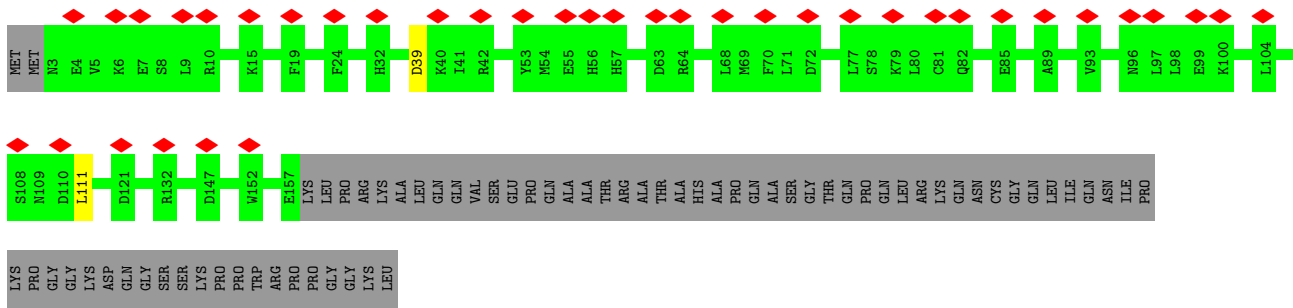 MET MET N3 E4 V5 K6 E7 S8 L9 R10 K15 F19 F24 H32 D39 K40 I41 R42 Y53 M54 E55 H56 H57 D63 R64 L68 M69 F70 L71 D72 L77 S78 K79 L80 C81 Q82 E85 A89 V93 N96 L97 L98 E99 K100 L104
S108 N109 D110 L111 D121 R132 D147 W152 E157 LYS LEU PRO ARG LYS ALA LEU GLN GLN VAL SER GLU PRO GLN ALA ALA THR ARG ALA THR ALA HIS ALA PRO GLN ALA SER GLY THR GLN PRO GLN LEU ARG LYS GLN ASN CYS GLY GLN LEU ILE GLN ASN ILE PRO
LYS PRO GLY GLY LYS ASP GLN GLY SER SER LYS PRO PRO TRP ARG PRO PRO GLY GLY LYS LEU